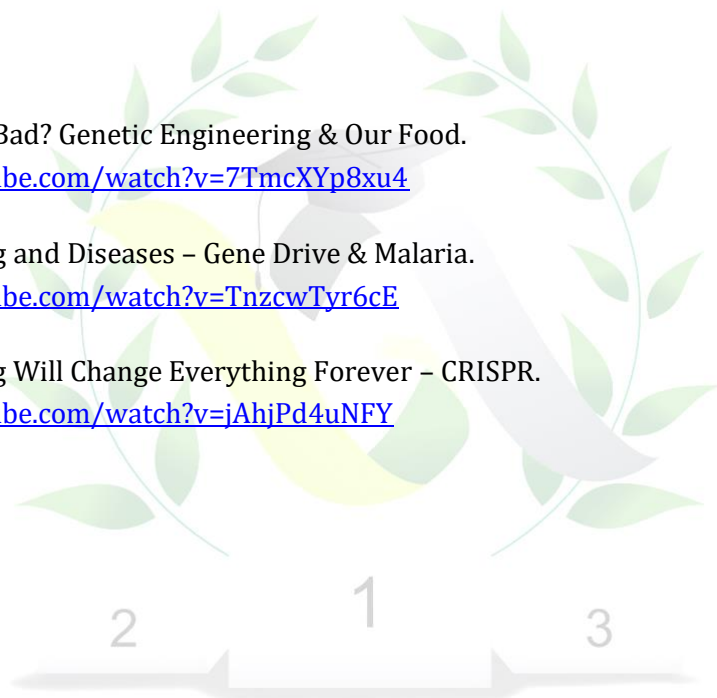 Bad? Genetic Engineering & Our Food.
be.com/watch?v=7TmcXYp8xu4
g and Diseases – Gene Drive & Malaria.
be.com/watch?v=TnzcwTyr6cE
g Will Change Everything Forever – CRISPR.
be.com/watch?v=jAhjPd4uNFY
1
2 3